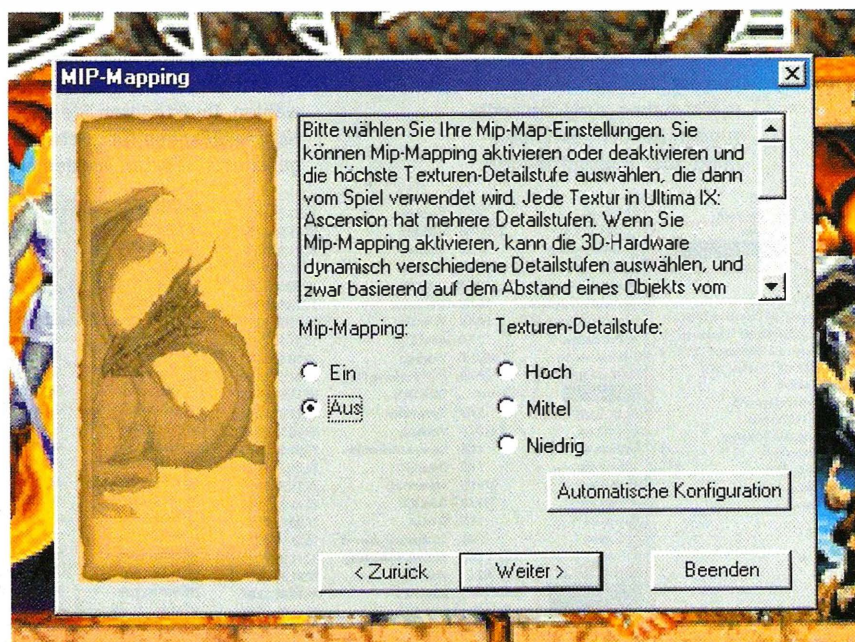 MIP-Mapping
Bitte wählen Sie Ihre Mip-Map-Einstellungen. Sie
können Mip-Mapping aktivieren oder deaktivieren und
die höchste Texturen-Detailstufe auswählen, die dann
vom Spiel verwendet wird. Jede Textur in Ultima IX:
Ascension hat mehrere Detailstufen. Wenn Sie
Mip-Mapping aktivieren, kann die 3D-Hardware
dynamisch verschiedene Detailstufen auswählen, und
zwar basierend auf dem Abstand eines Objekts vom
Mip-Mapping:
Ein
Aus
Texturen-Detailstufe:
Hoch
Mittel
Niedrig
Automatische Konfiguration
< Zurück
Weiter >
Beenden